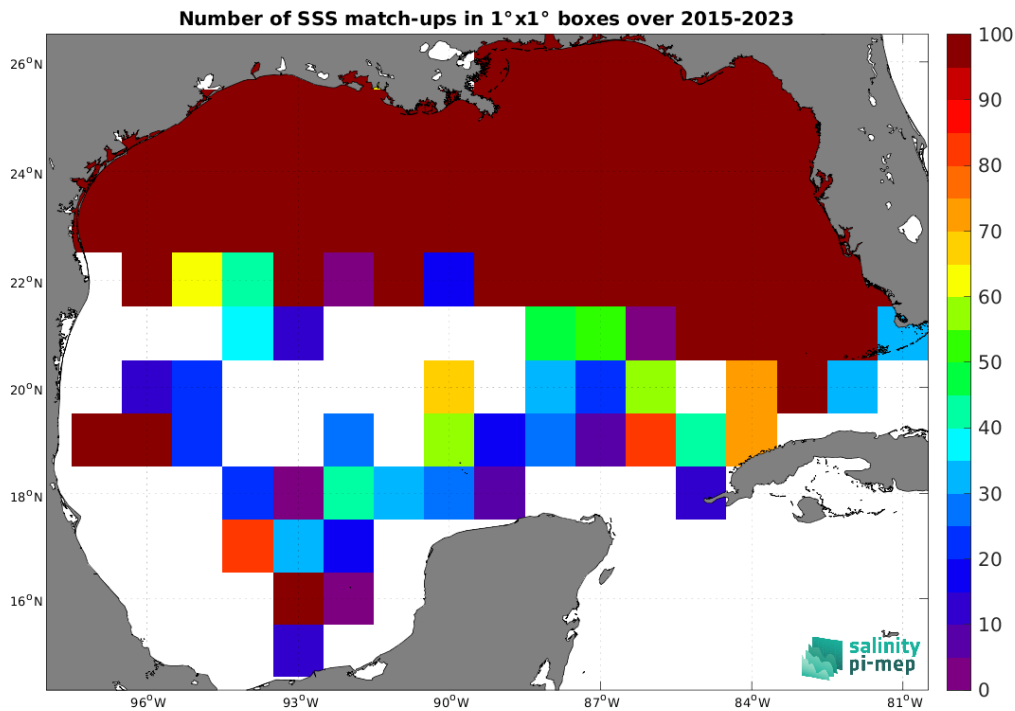 Number of SSS match-ups in 1°x1° boxes over 2015-2023
26°N
24°N
22°N
20°N
18°N
16°N
96°W
93°W
90°W
87°W
84°W
81°W
100
90
80
70
60
50
40
30
20
10
0
salinity
pi-mep